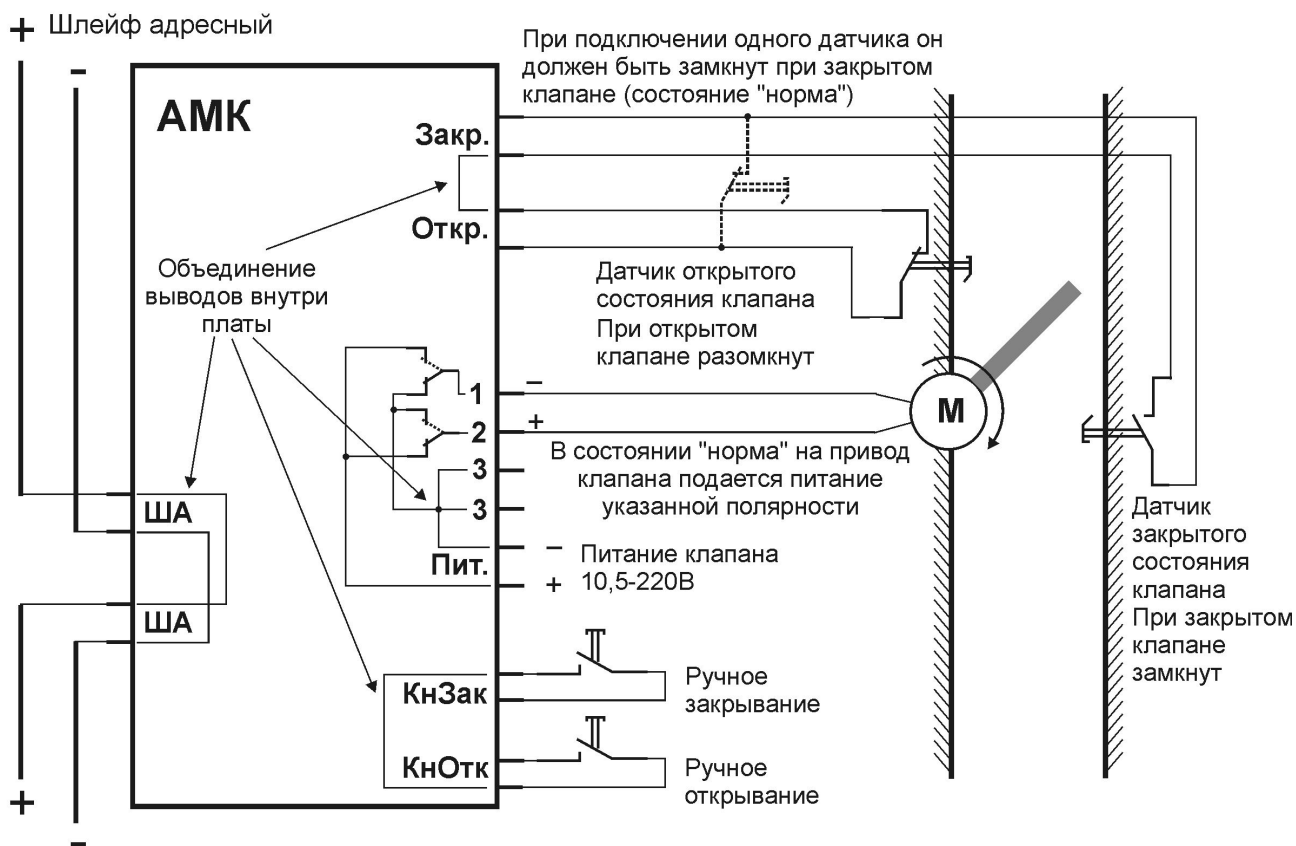 + Шлейф адресный
-
АМК
При подключении одного датчика он
должен быть замкнут при закрытом
клапане (состояние "норма")
Закр.
Откр.
Объединение
выводов внутри
платы
Датчик открытого
состояния клапана
При открытом
клапане разомкнут
1
–
2
+
М
3
3
В состоянии "норма" на привод
клапана подается питание
указанной полярности
Пит.
– Питание клапана
+ 10,5-220В
Датчик
закрытого
состояния
клапана
При закрытом
клапане
замкнут
ША
ША
КнЗак
Ручное
закрывание
КнОтк
Ручное
открывание
+
-